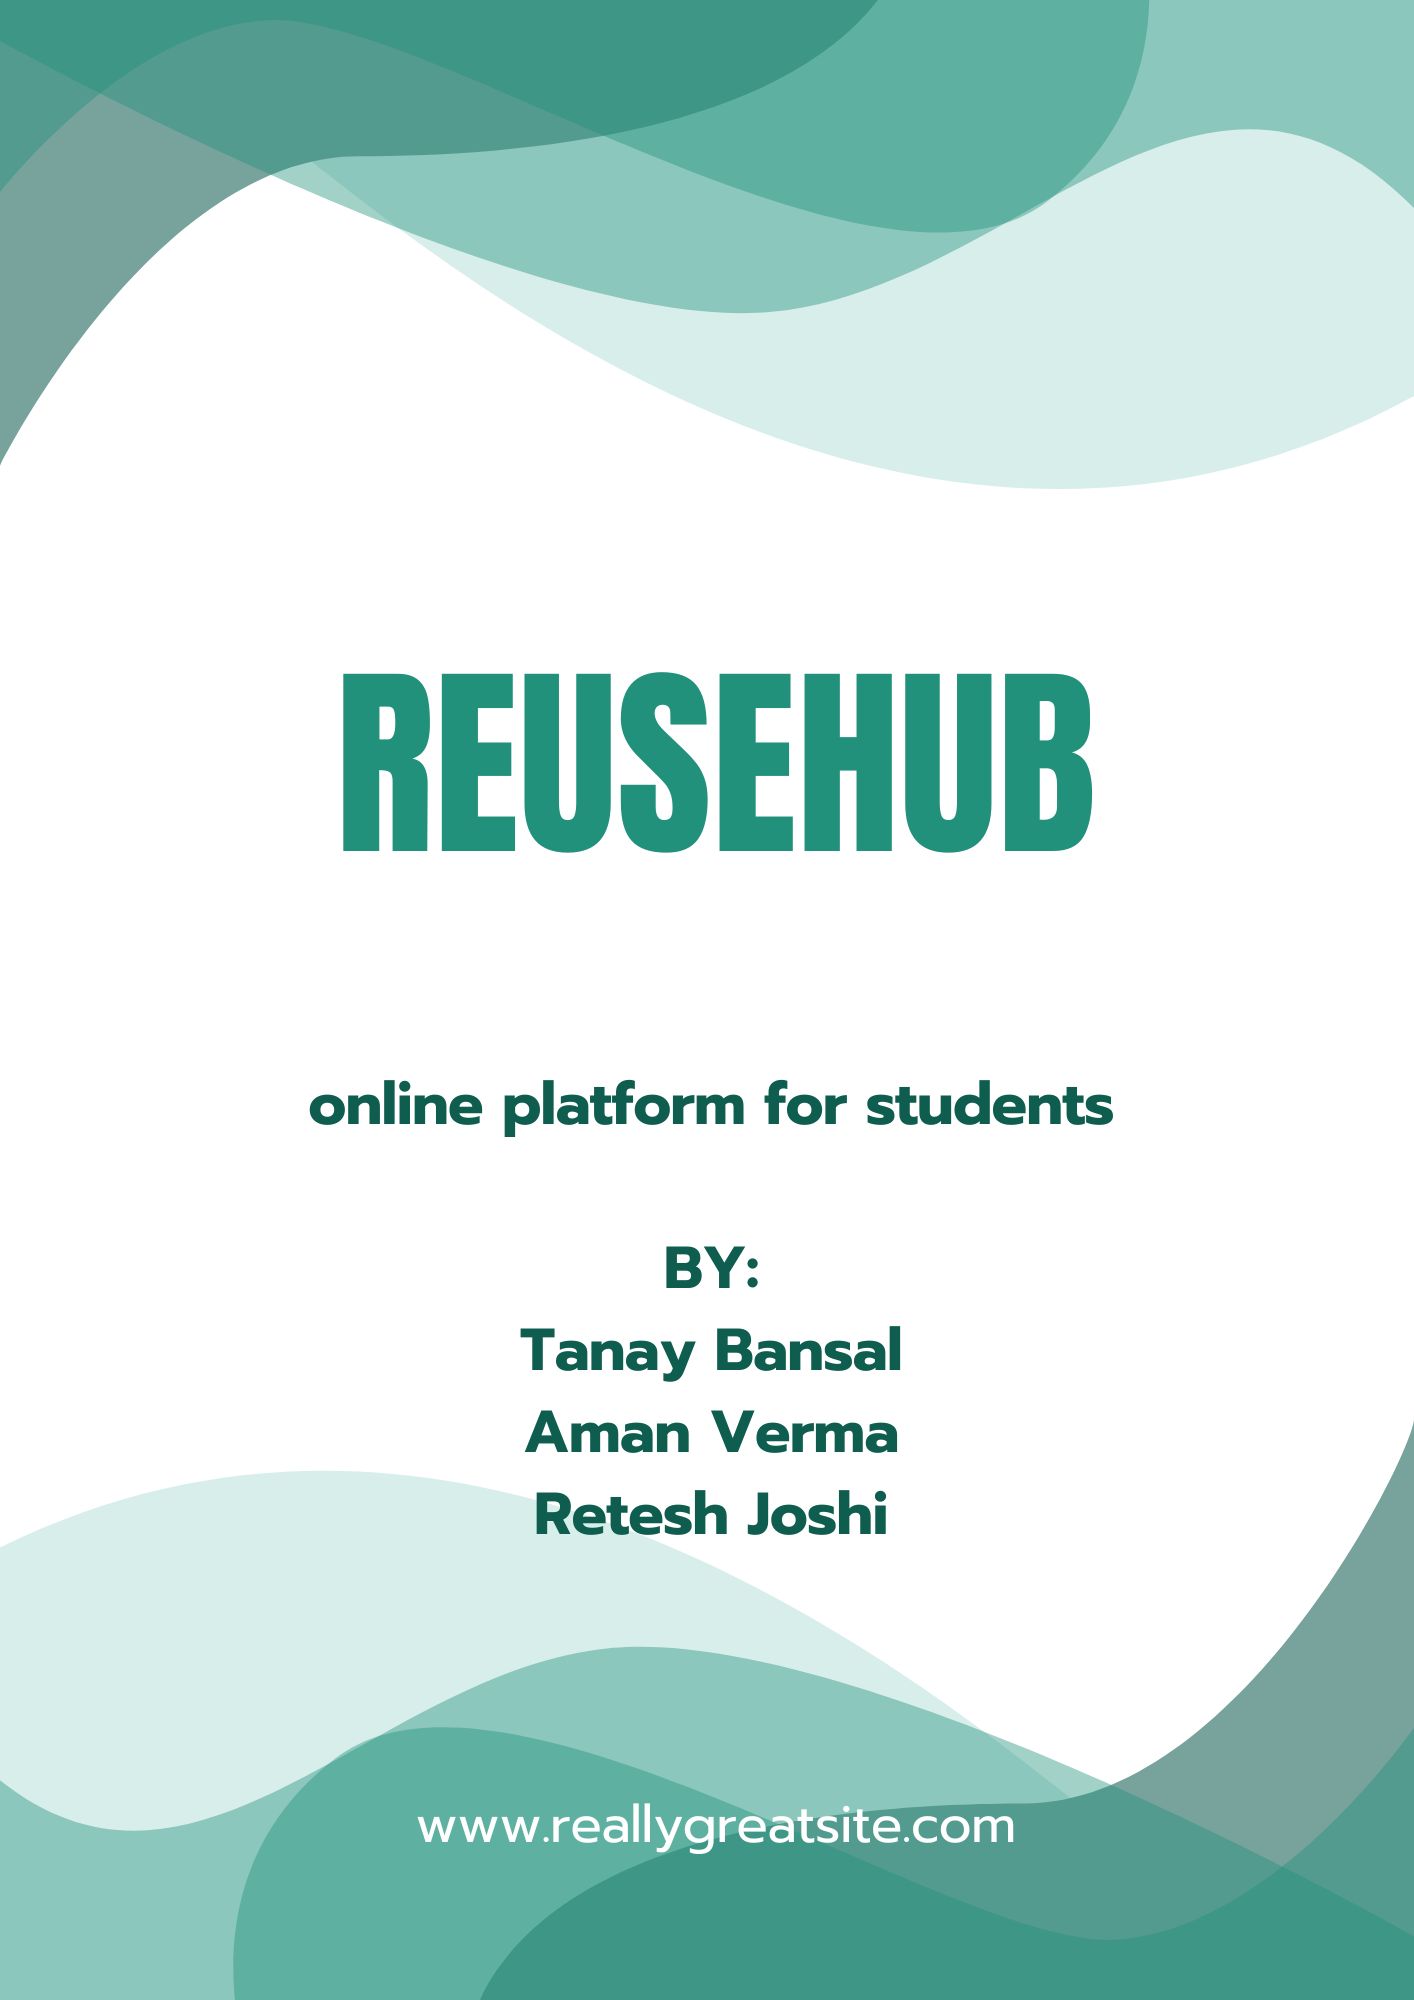 REUSEHUB
online platform for students
BY:
Tanay Bansal
Aman Verma
Retesh Joshi
www.reallygreatsite.com